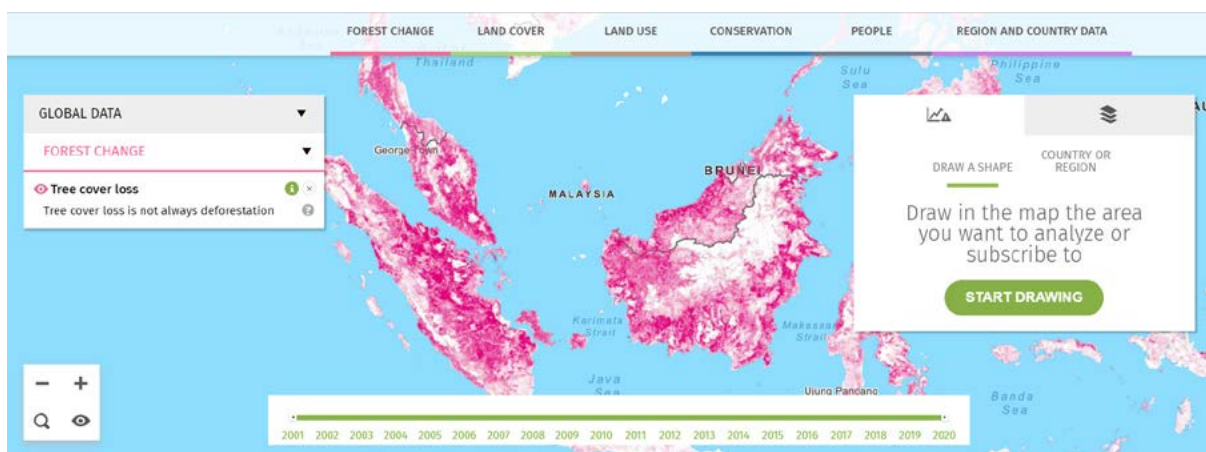 FOREST CHANGE LAND COVER LAND USE CONSERVATION PEOPLE REGION AND COUNTRY DATA
Thailand
Sulu
Sea
Philippine
Sea
GLOBAL DATA
FOREST CHANGE
Tree cover loss
Tree cover loss is not always deforestation
George Town
MALAYSIA
BRUNEI
DRAW A SHAPE
COUNTRY OR
REGION
Draw in the map the area
you want to analyze or
subscribe to
START DRAWING
Karimata
Strait
Makassar
Strait
Java
Sea
Ujung Pandang
Banda
Sea
2001 2002 2003 2004 2005 2006 2007 2008 2009 2010 2011 2012 2013 2014 2015 2016 2017 2018 2019 2020